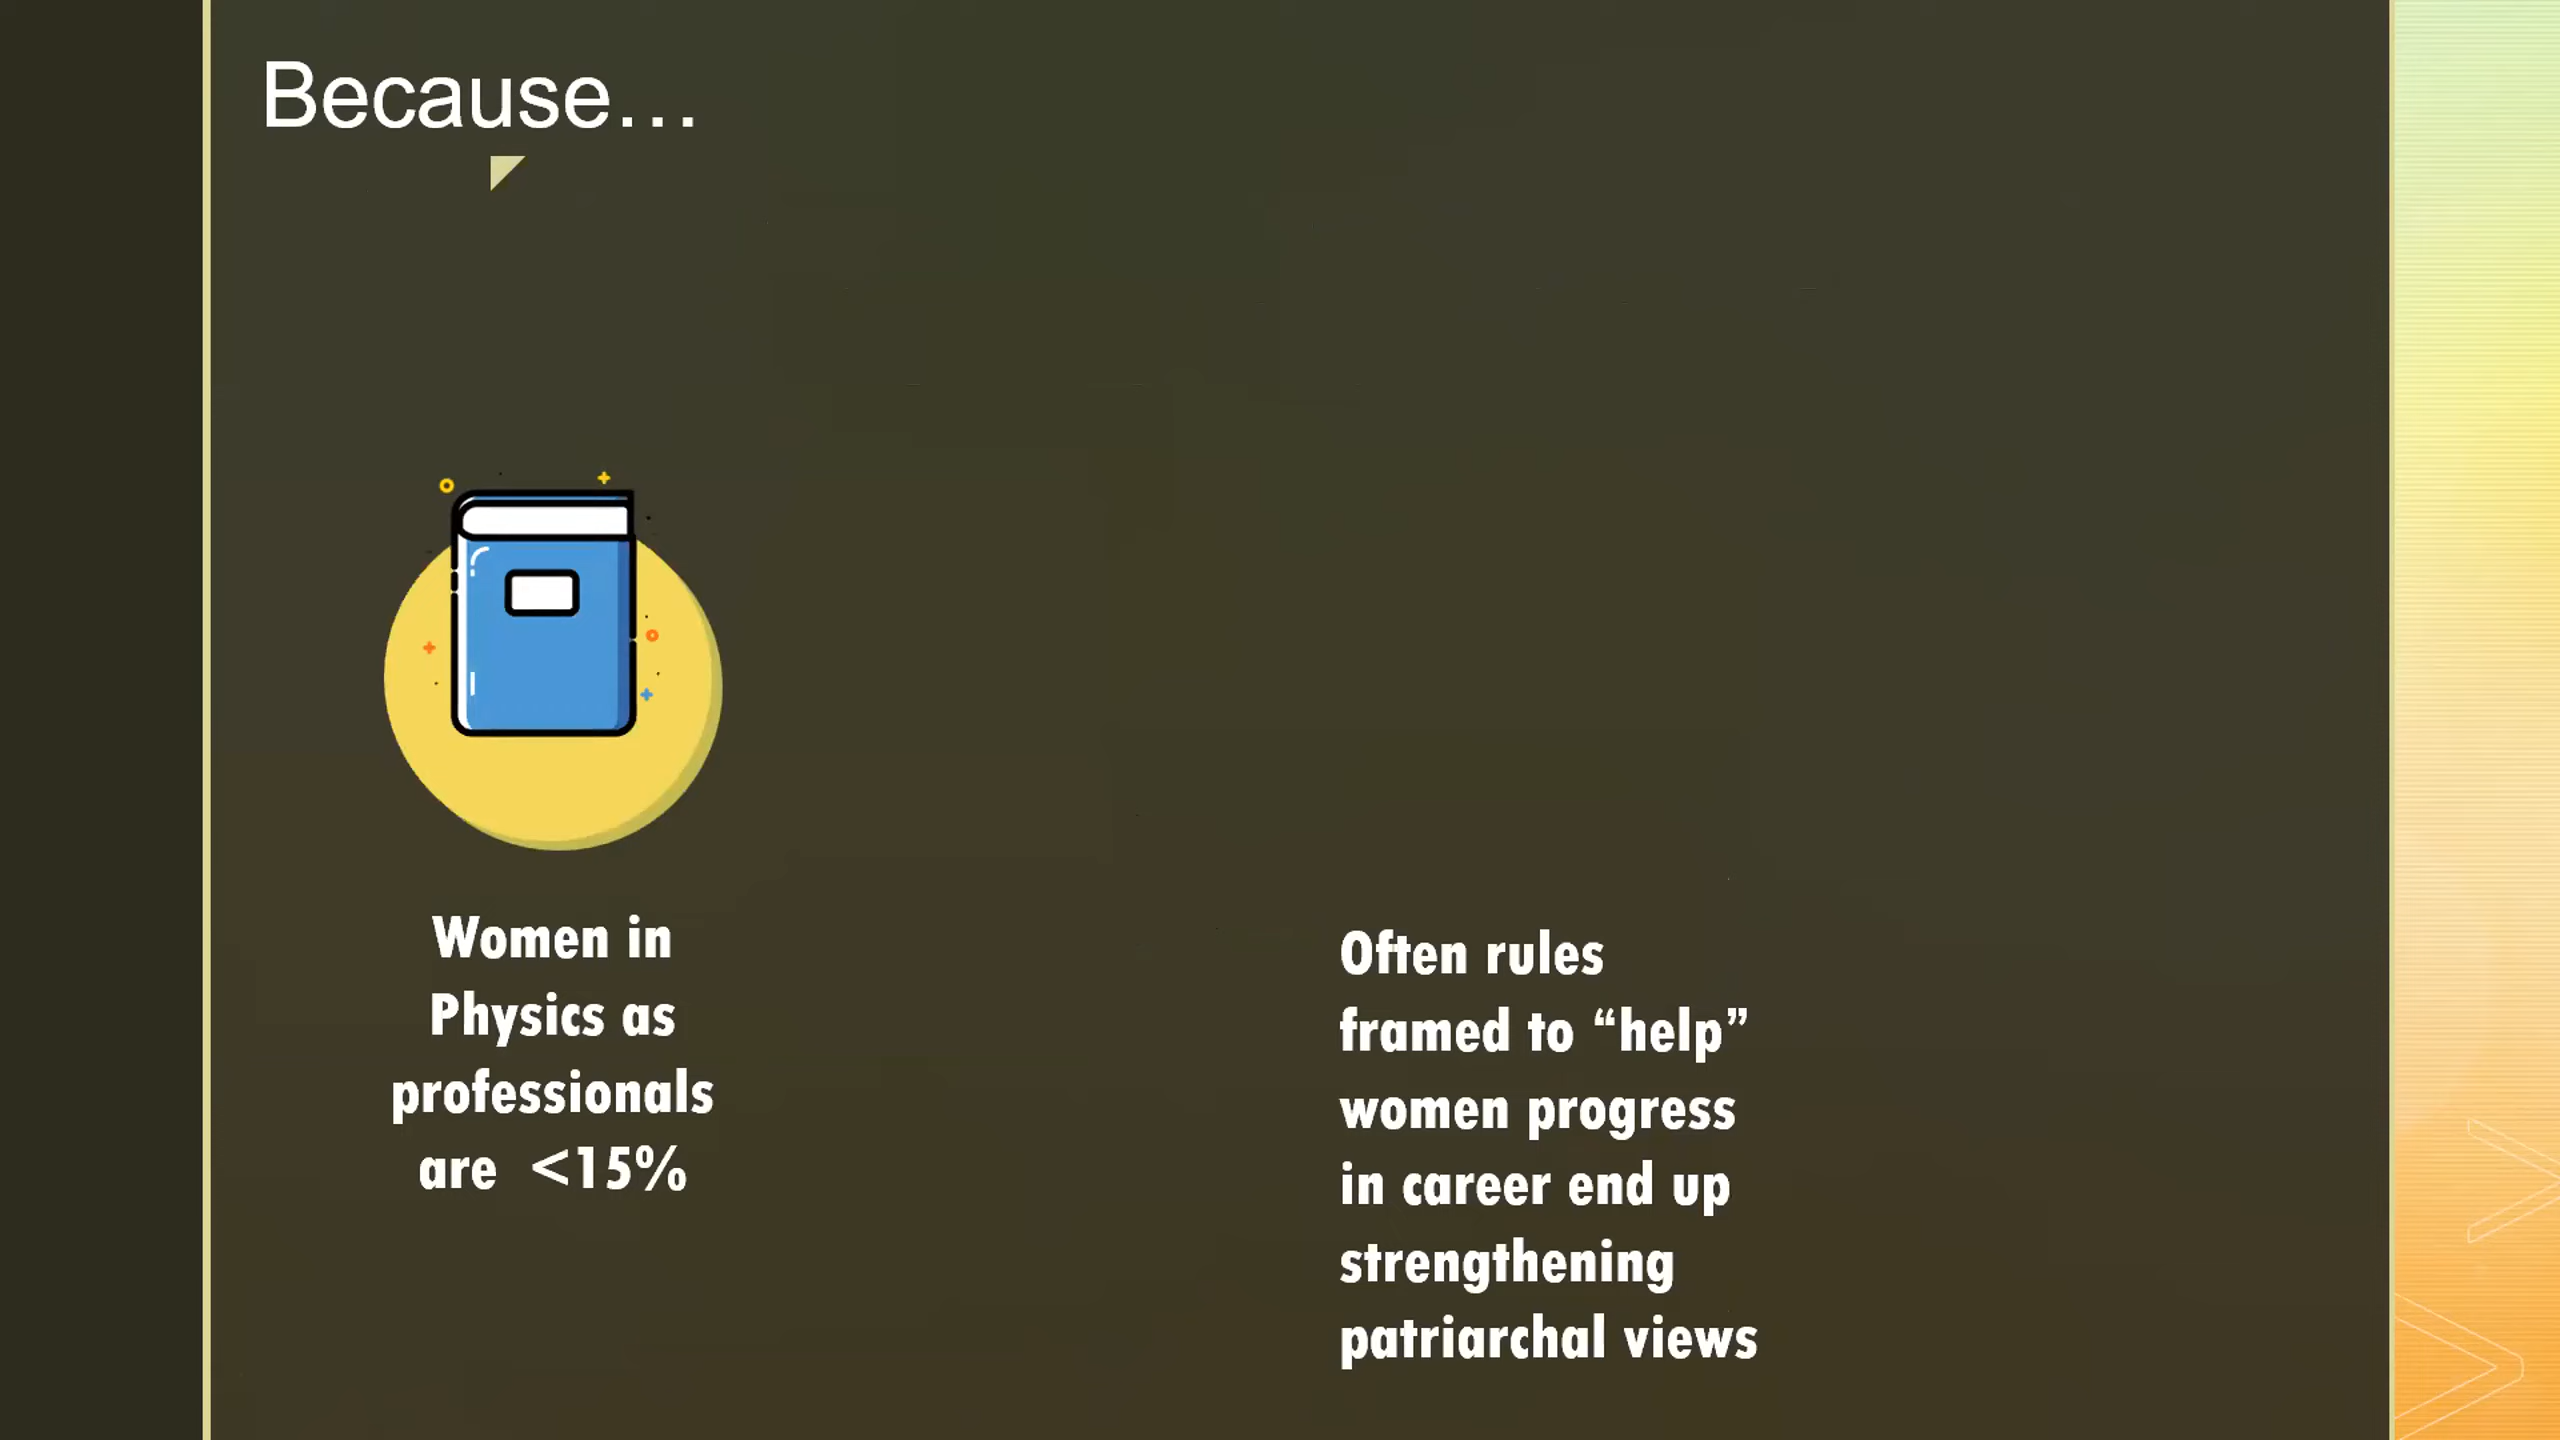 Because...
Women in
Physics as
professionals
are <15%
Often rules
framed to “help”
women progress
in career end up
strengthening
patriarchal views